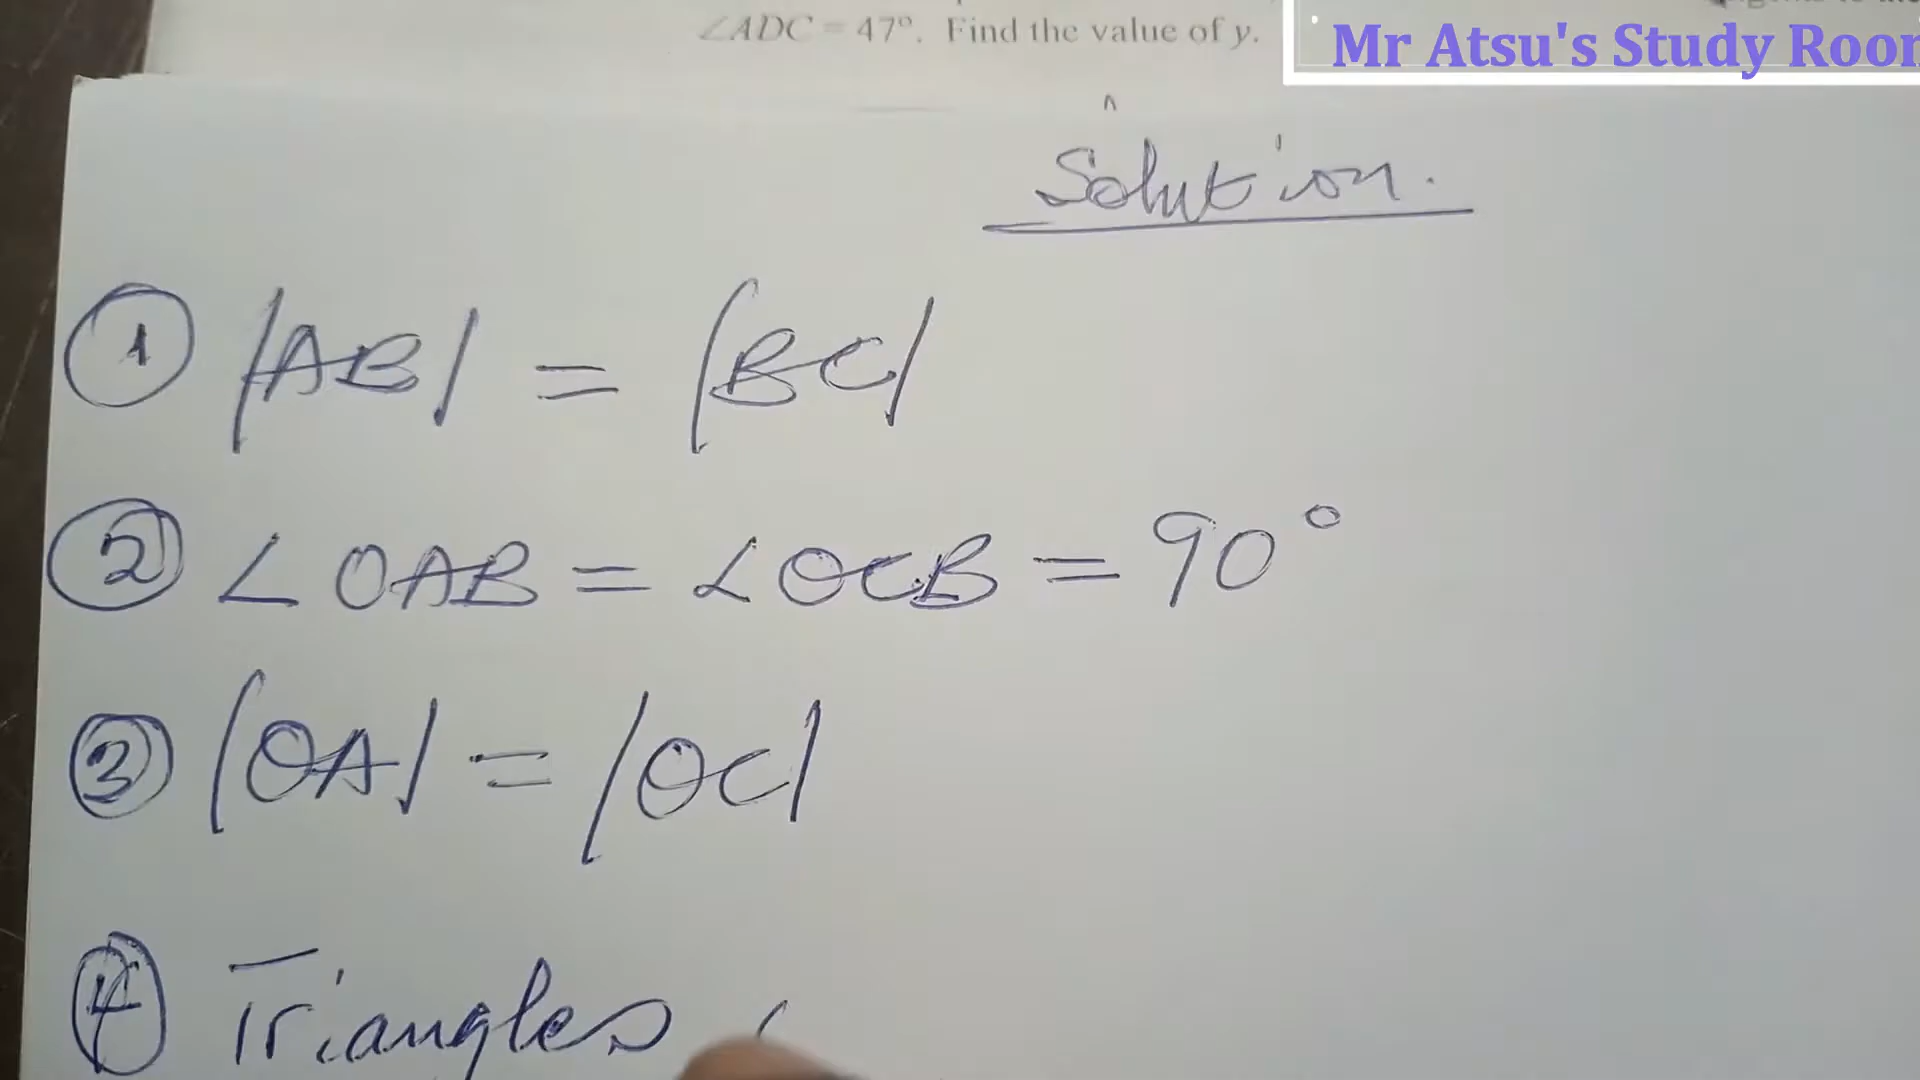 ∠ADC = 47°. Find the value of y.
Mr Atsu's Study Room
Solution.
① |AB| = |BC|
② ∠OAB = ∠OCB = 90°
③ |OA| = |OC|
④ Triangles